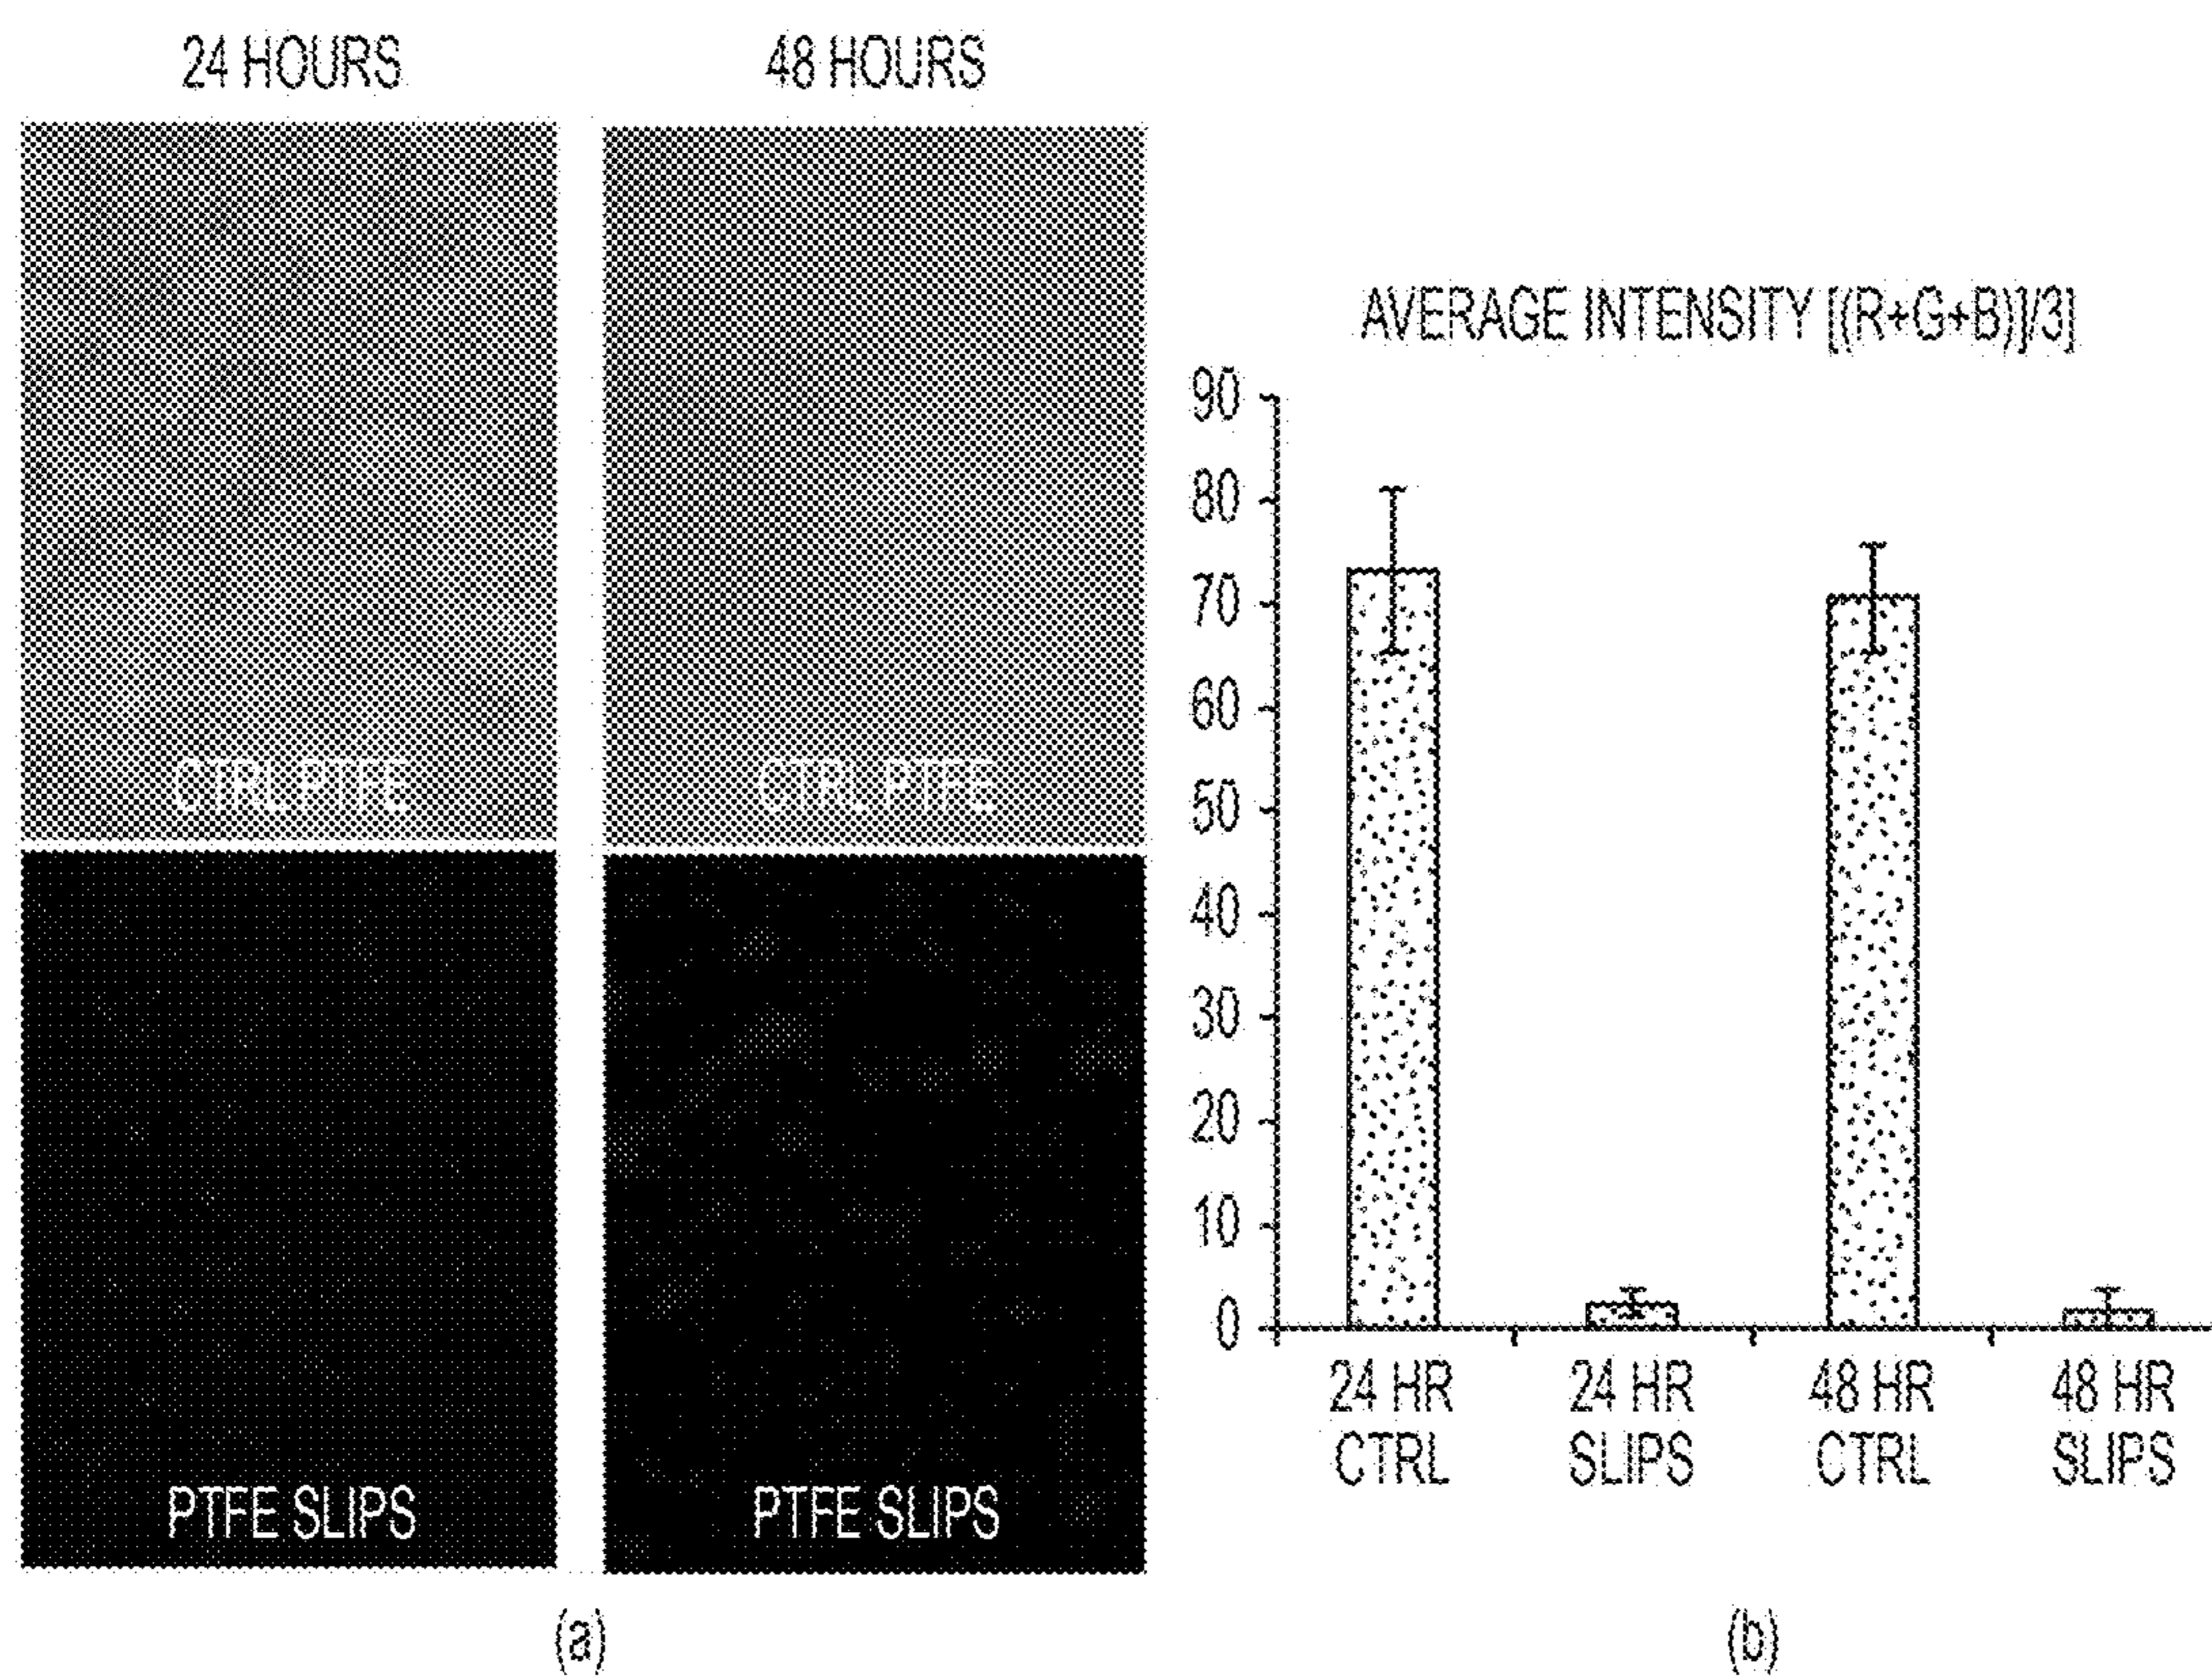 24 HOURS
48 HOURS
CTRL PTFE
CTRL PTFE
PTFE SLIPS
PTFE SLIPS
(a)
AVERAGE INTENSITY [(R+G+B)]/3]
90
80
70
60
50
40
30
20
10
0
24 HR
CTRL
24 HR
SLIPS
48 HR
CTRL
48 HR
SLIPS
(b)